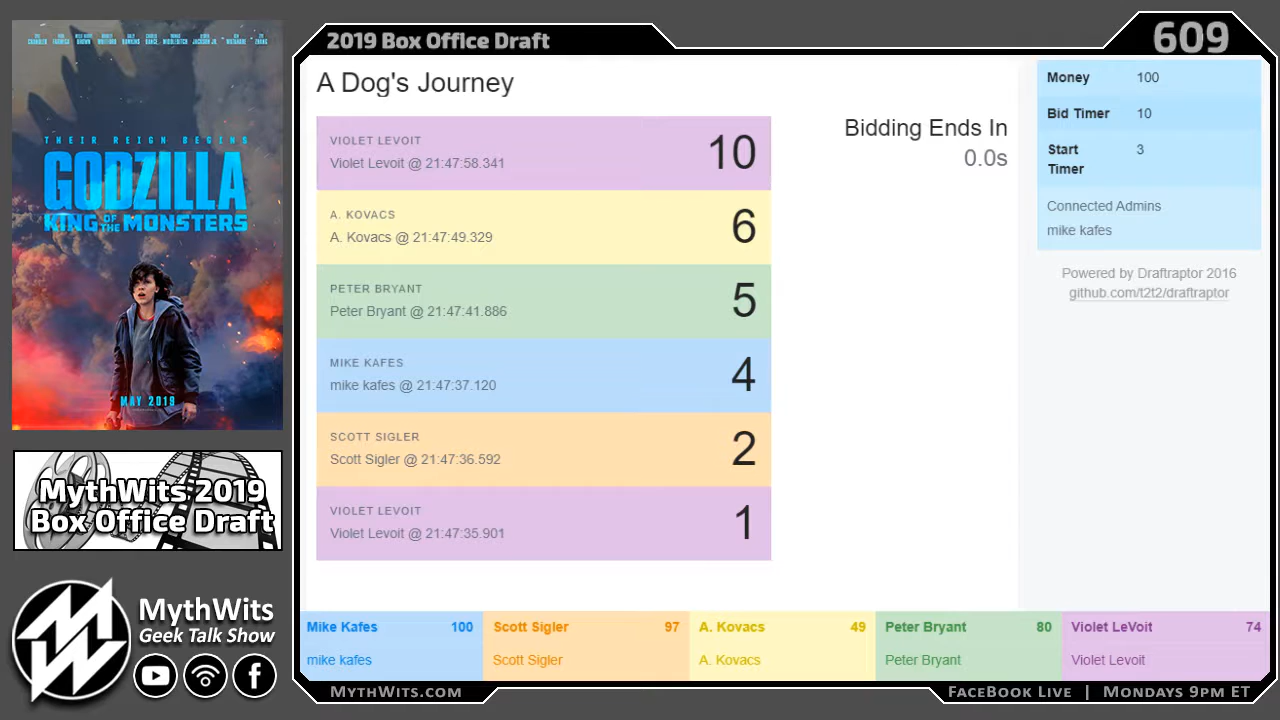 THEIR REIGN BEGINS
GODZILLA
KING OF THE MONSTERS
MAY 2019
MythWits 2019
Box Office Draft
MythWits
Geek Talk Show
2019 Box Office Draft
609
A Dog's Journey
VIOLET LEVOIT
Violet Levoit @ 21:47:58.341
10
A. KOVACS
A. Kovacs @ 21:47:49.329
6
PETER BRYANT
Peter Bryant @ 21:47:41.886
5
MIKE KAFES
mike kafes @ 21:47:37.120
4
SCOTT SIGLER
Scott Sigler @ 21:47:36.592
2
VIOLET LEVOIT
Violet Levoit @ 21:47:35.901
1
Bidding Ends In
0.0s
Money 100
Bid Timer 10
Start 3
Timer
Connected Admins
mike kafes
Powered by Draftraptor 2016
github.com/t2t2/draftraptor
Mike Kafes 100
mike kafes
Scott Sigler 97
Scott Sigler
A. Kovacs 49
A. Kovacs
Peter Bryant 80
Peter Bryant
Violet LeVoit 74
Violet Levoit
MythWits.com
FaceBook Live | Mondays 9pm ET